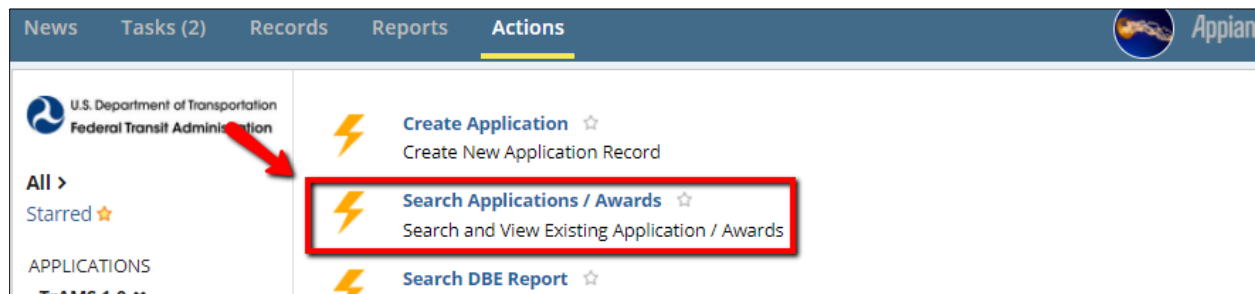 News Tasks (2) Records Reports Actions Appian
U.S. Department of Transportation
Federal Transit
All >
Starred
APPLICATIONS
Create Application
Create New Application Record
Search Applications / Awards
Search and View Existing Application / Awards
Search DBE Report